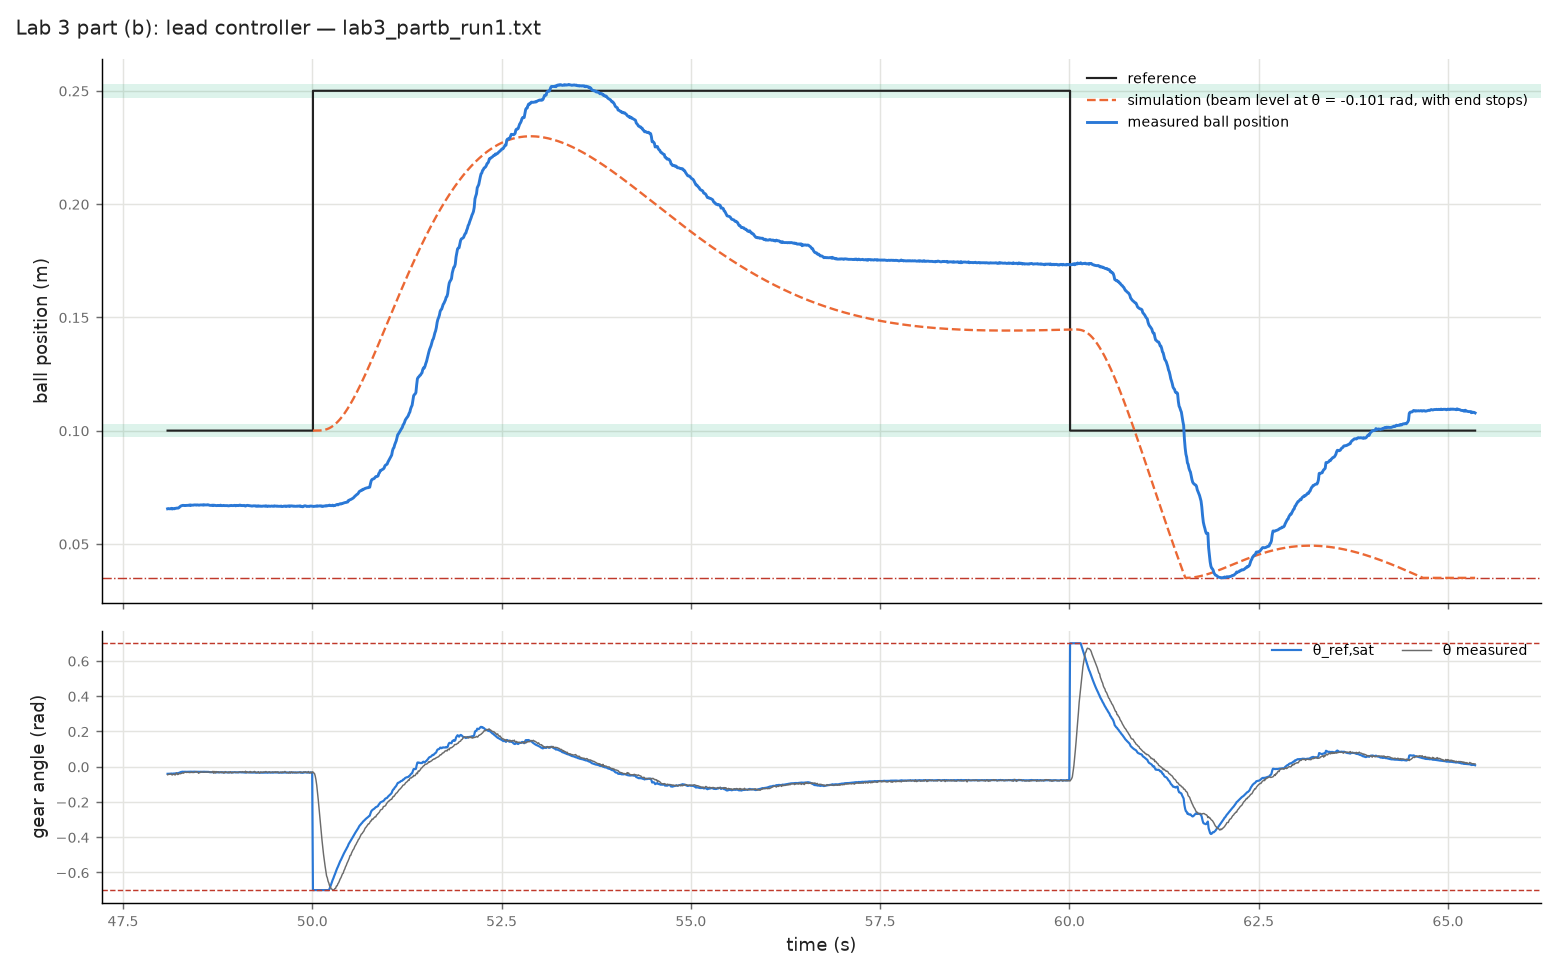 Lab 3 part (b): lead controller — lab3_partb_run1.txt
reference
simulation (beam level at θ = -0.101 rad, with end stops)
measured ball position
ball position (m)
0.25
0.20
0.15
0.10
0.05
θ_ref,sat θ measured
gear angle (rad)
0.6
0.4
0.2
0.0
−0.2
−0.4
−0.6
47.5 50.0 52.5 55.0 57.5 60.0 62.5 65.0
time (s)